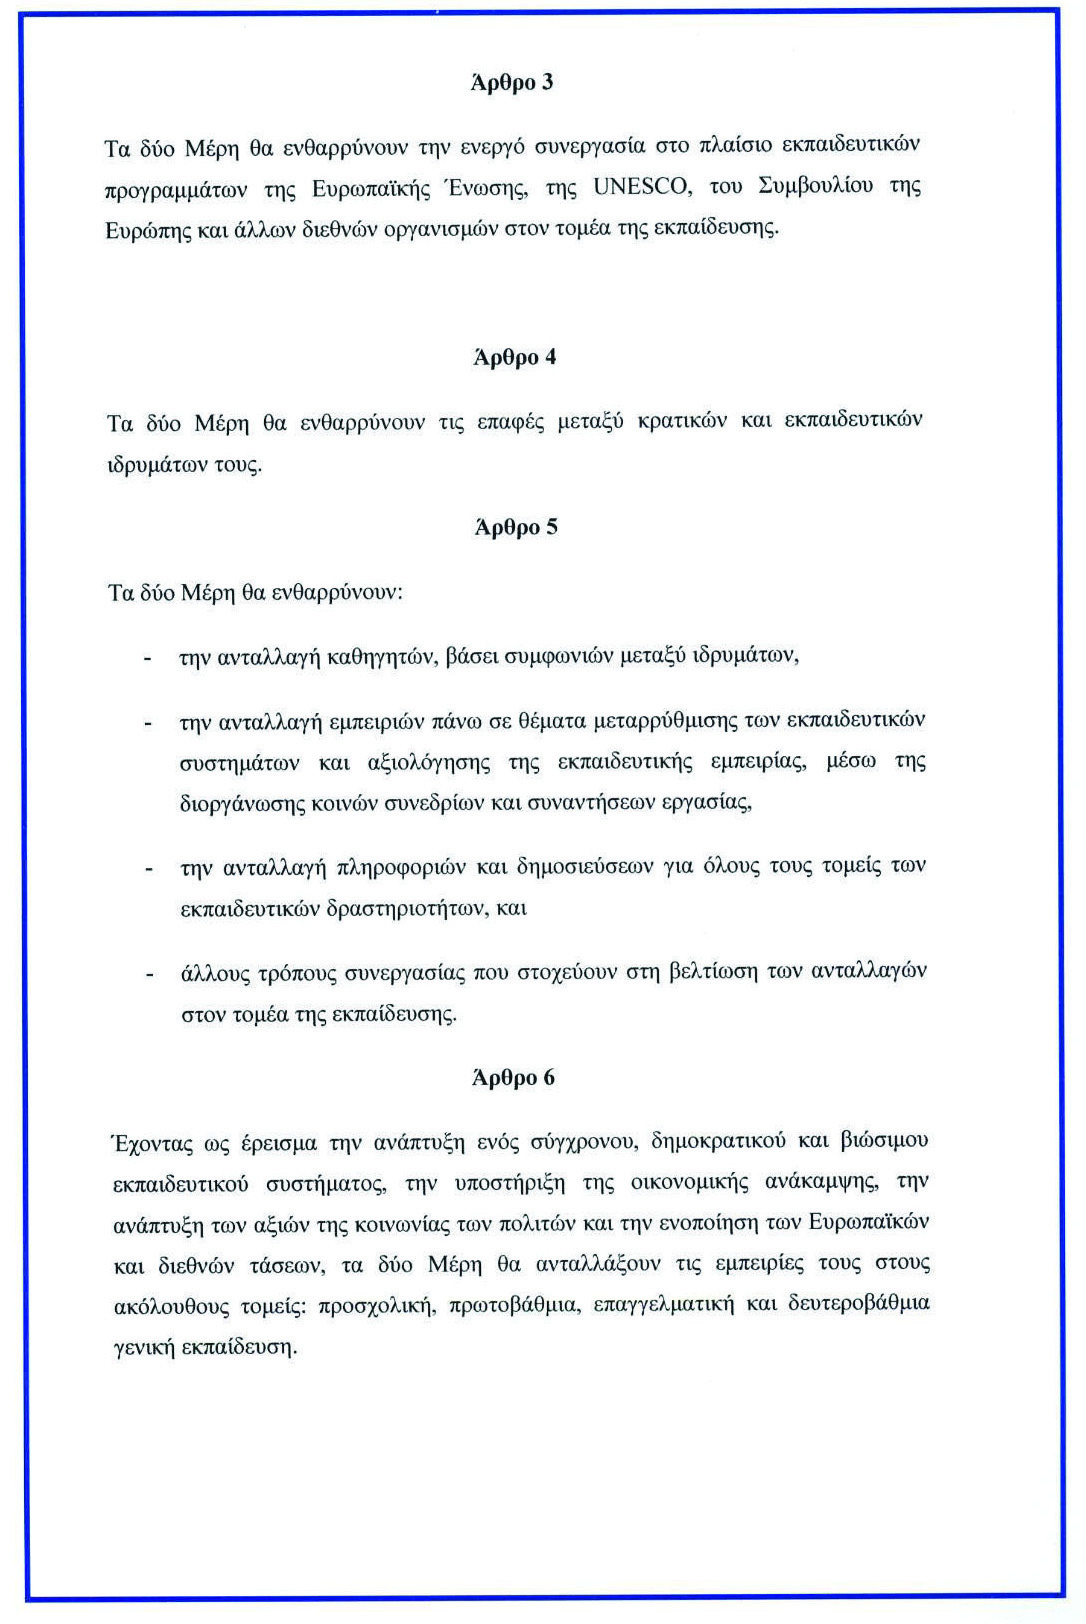 Άρθρο 3
Τα δύο Μέρη θα ενθαρρύνουν την ενεργό συνεργασία στο πλαίσιο εκπαιδευτικών
προγραμμάτων της Ευρωπαϊκής Ένωσης, της UNESCO, του Συμβουλίου της
Ευρώπης και άλλων διεθνών οργανισμών στον τομέα της εκπαίδευσης.
Άρθρο 4
Τα δύο Μέρη θα ενθαρρύνουν τις επαφές μεταξύ κρατικών και εκπαιδευτικών
ιδρυμάτων τους.
Άρθρο 5
Τα δύο Μέρη θα ενθαρρύνουν:
- την ανταλλαγή καθηγητών, βάσει συμφωνιών μεταξύ ιδρυμάτων,
- την ανταλλαγή εμπειριών πάνω σε θέματα μεταρρύθμισης των εκπαιδευτικών
συστημάτων και αξιολόγησης της εκπαιδευτικής εμπειρίας, μέσω της
διοργάνωσης κοινών συνεδρίων και συναντήσεων εργασίας,
- την ανταλλαγή πληροφοριών και δημοσιεύσεων για όλους τους τομείς των
εκπαιδευτικών δραστηριοτήτων, και
- άλλους τρόπους συνεργασίας που στοχεύουν στη βελτίωση των ανταλλαγών
στον τομέα της εκπαίδευσης.
Άρθρο 6
Έχοντας ως έρεισμα την ανάπτυξη ενός σύγχρονου, δημοκρατικού και βιώσιμου
εκπαιδευτικού συστήματος, την υποστήριξη της οικονομικής ανάκαμψης, την
ανάπτυξη των αξιών της κοινωνίας των πολιτών και την ενοποίηση των Ευρωπαϊκών
και διεθνών τάσεων, τα δύο Μέρη θα ανταλλάξουν τις εμπειρίες τους στους
ακόλουθους τομείς: προσχολική, πρωτοβάθμια, επαγγελματική και δευτεροβάθμια
γενική εκπαίδευση.